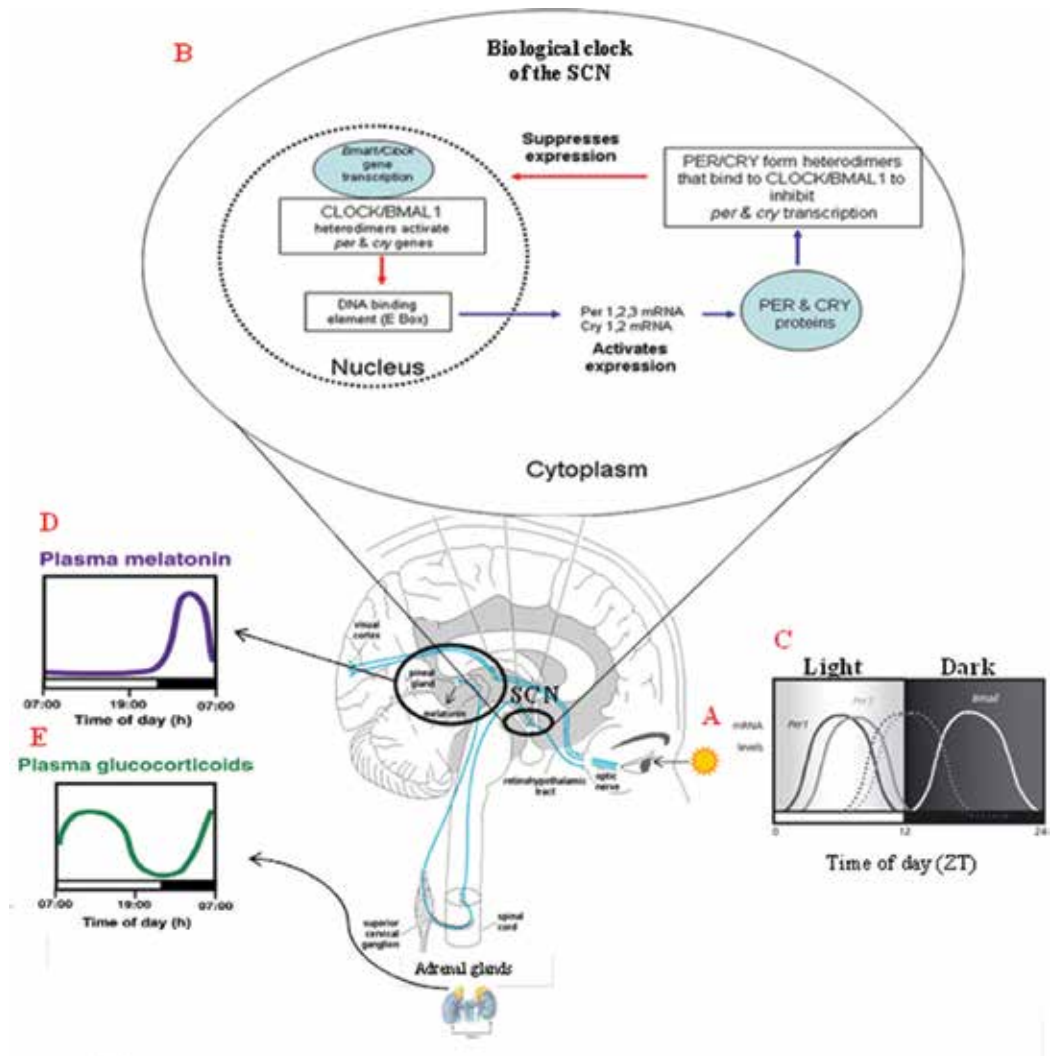 B
Biological clock
of the SCN
Suppresses
expression
Bmal1/Clock
gene
transcription
CLOCK/BMAL1
heterodimers activate
per & cry genes
DNA binding
element (E Box)
Nucleus
PER/CRY form heterodimers
that bind to CLOCK/BMAL1 to
inhibit
per & cry transcription
Per 1,2,3 mRNA
Cry 1,2 mRNA
Activates
expression
PER & CRY
proteins
Cytoplasm
D
Plasma melatonin
07:00 19:00 07:00
Time of day (h)
E
Plasma glucocorticoids
07:00 19:00 07:00
Time of day (h)
visual
cortex
pineal
gland
melatonin
SCN
retinohypothalamic
tract
optic
nerve
A
superior
cervical
ganglion
spinal
cord
Adrenal glands
C
Light Dark
mRNA
levels
Per1
Bmal1
0 12 24
Time of day (ZT)